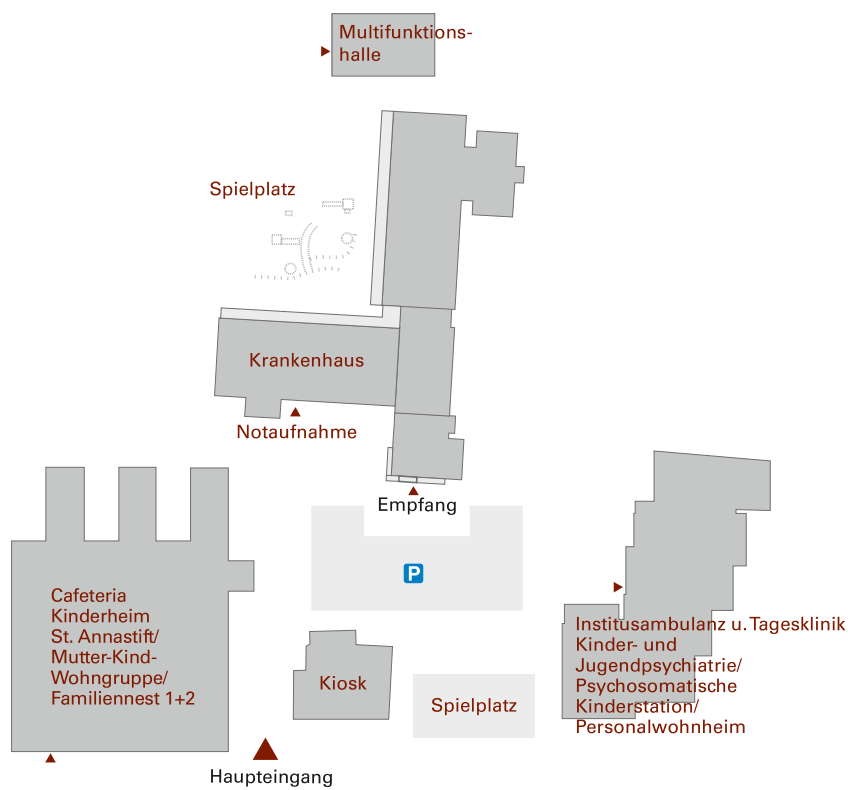 Multifunktions-
halle
Spielplatz
Krankenhaus
Notaufnahme
Empfang
P
Cafeteria
Kinderheim
St. Annastift/
Mutter-Kind-
Wohngruppe/
Familiennest 1+2
Institusambulanz u. Tagesklinik
Kinder- und
Jugendpsychiatrie/
Psychosomatische
Kinderstation/
Personalwohnheim
Kiosk
Spielplatz
Haupteingang